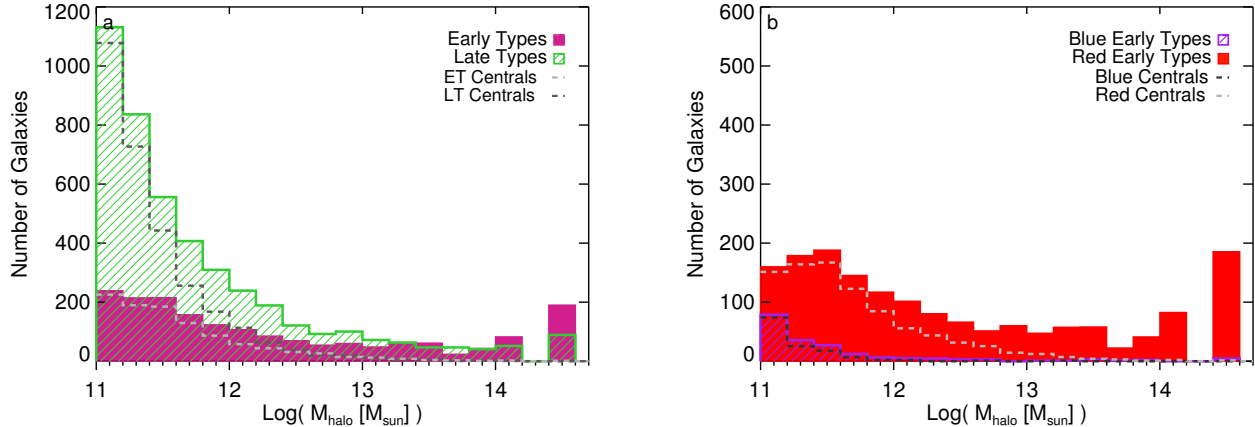 a
Early Types
Late Types
ET Centrals
LT Centrals
1200
1000
800
600
400
200
0
Number of Galaxies
11 12 13 14
Log( M_halo [M_sun] )
b
Blue Early Types
Red Early Types
Blue Centrals
Red Centrals
600
500
400
300
200
100
0
Number of Galaxies
11 12 13 14
Log( M_halo [M_sun] )